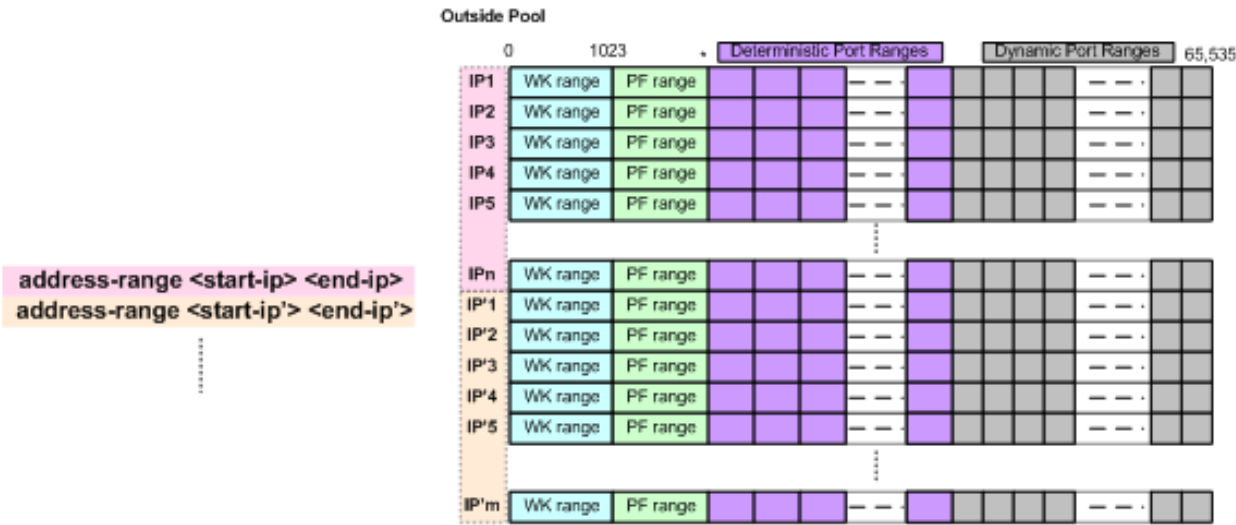 Outside Pool
0 1023 * Deterministic Port Ranges Dynamic Port Ranges 65,535
IP1 WK range PF range
IP2 WK range PF range
IP3 WK range PF range
IP4 WK range PF range
IP5 WK range PF range
IPn WK range PF range
address-range <start-ip> <end-ip>
IP'1 WK range PF range
address-range <start-ip'> <end-ip'>
IP'2 WK range PF range
IP'3 WK range PF range
IP'4 WK range PF range
IP'5 WK range PF range
IP'm WK range PF range